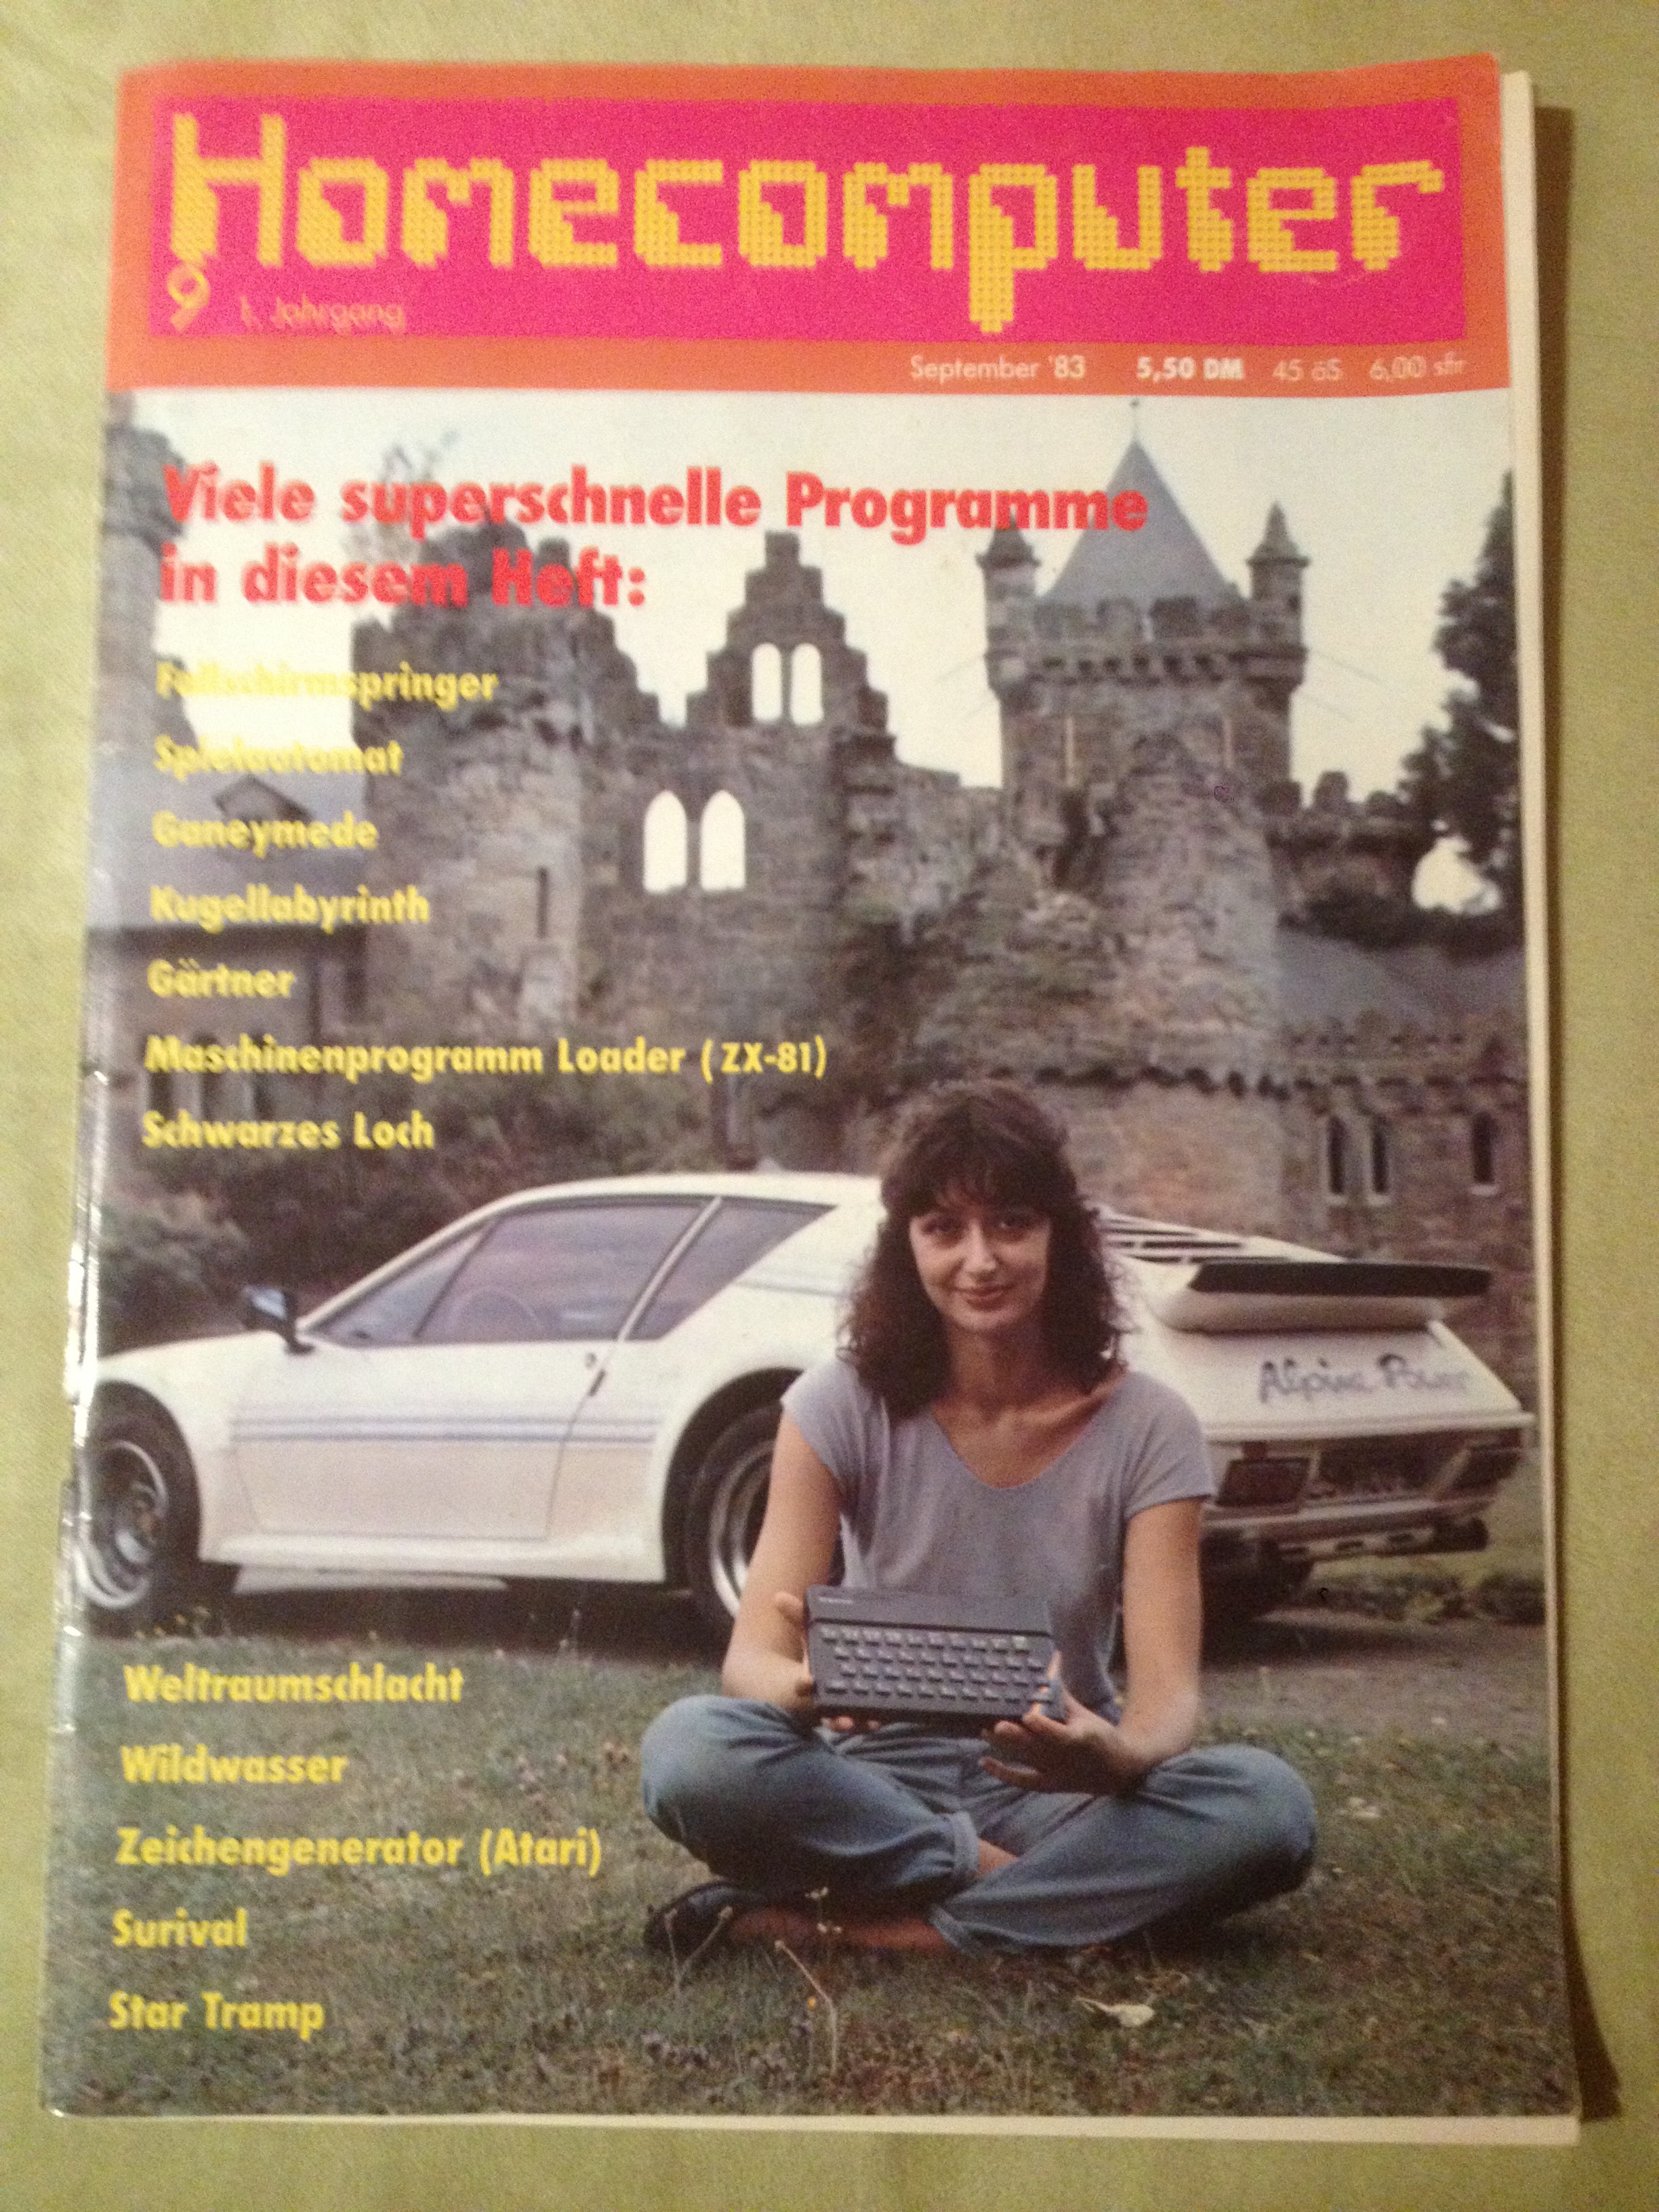 Homecomputer
9 1. Jahrgang
September '83 5,50 DM 45 öS 6,00 sfr
Viele superschnelle Programme
in diesem Heft:
Fallschirmspringer
Spielautomat
Ganeymede
Kugellabyrinth
Gärtner
Maschinenprogramm Loader (ZX-81)
Schwarzes Loch
Alpine
Weltraumschlacht
Wildwasser
Zeichengenerator (Atari)
Surival
Star Tramp